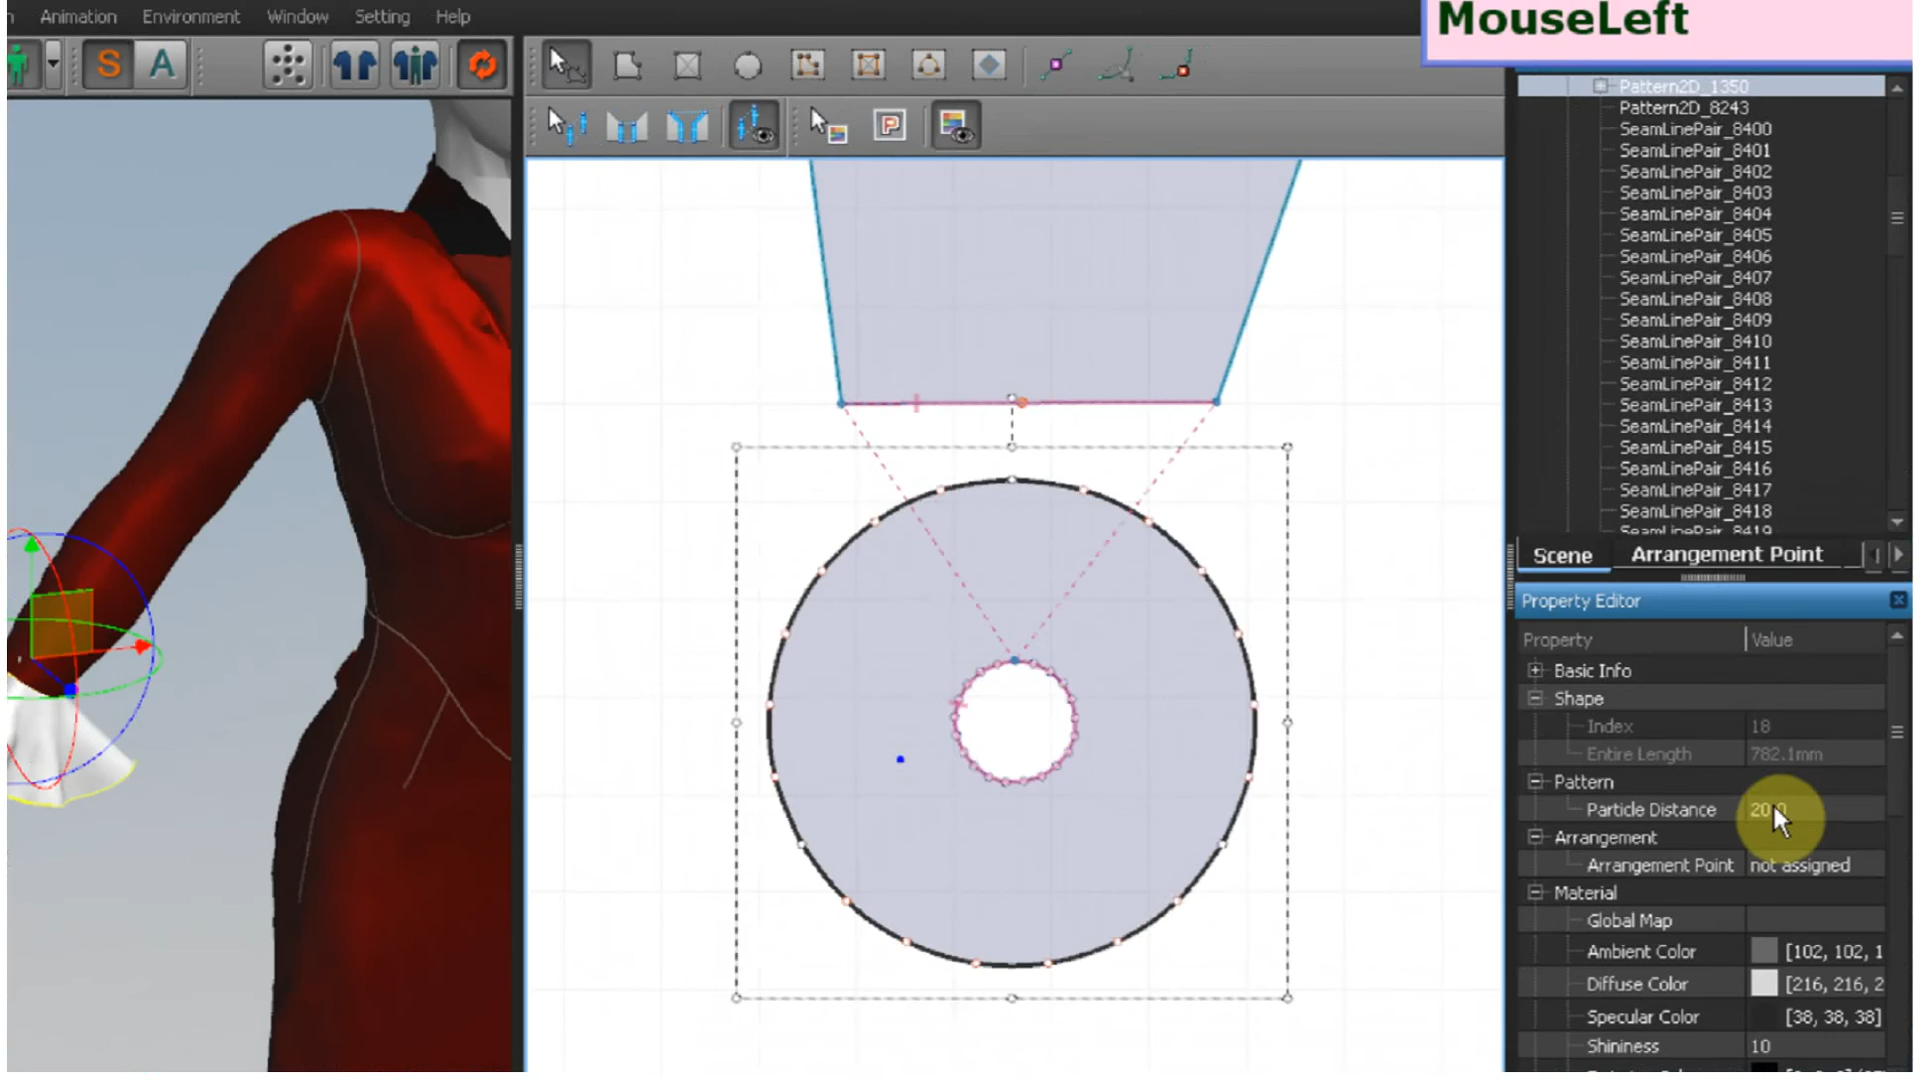 Animation Environment Window Setting Help
MouseLeft
S A
P
Pattern2D_1350
Pattern2D_8243
SeamLinePair_8400
SeamLinePair_8401
SeamLinePair_8402
SeamLinePair_8403
SeamLinePair_8404
SeamLinePair_8405
SeamLinePair_8406
SeamLinePair_8407
SeamLinePair_8408
SeamLinePair_8409
SeamLinePair_8410
SeamLinePair_8411
SeamLinePair_8412
SeamLinePair_8413
SeamLinePair_8414
SeamLinePair_8415
SeamLinePair_8416
SeamLinePair_8417
SeamLinePair_8418
SeamLinePair_8419
Scene Arrangement Point
Property Editor
Property Value
Basic Info
Shape
Index 18
Entire Length 782.1mm
Pattern
Particle Distance 20.0
Arrangement
Arrangement Point not assigned
Material
Global Map
Ambient Color [102, 102, 1
Diffuse Color [216, 216, 2
Specular Color [38, 38, 38]
Shininess 10